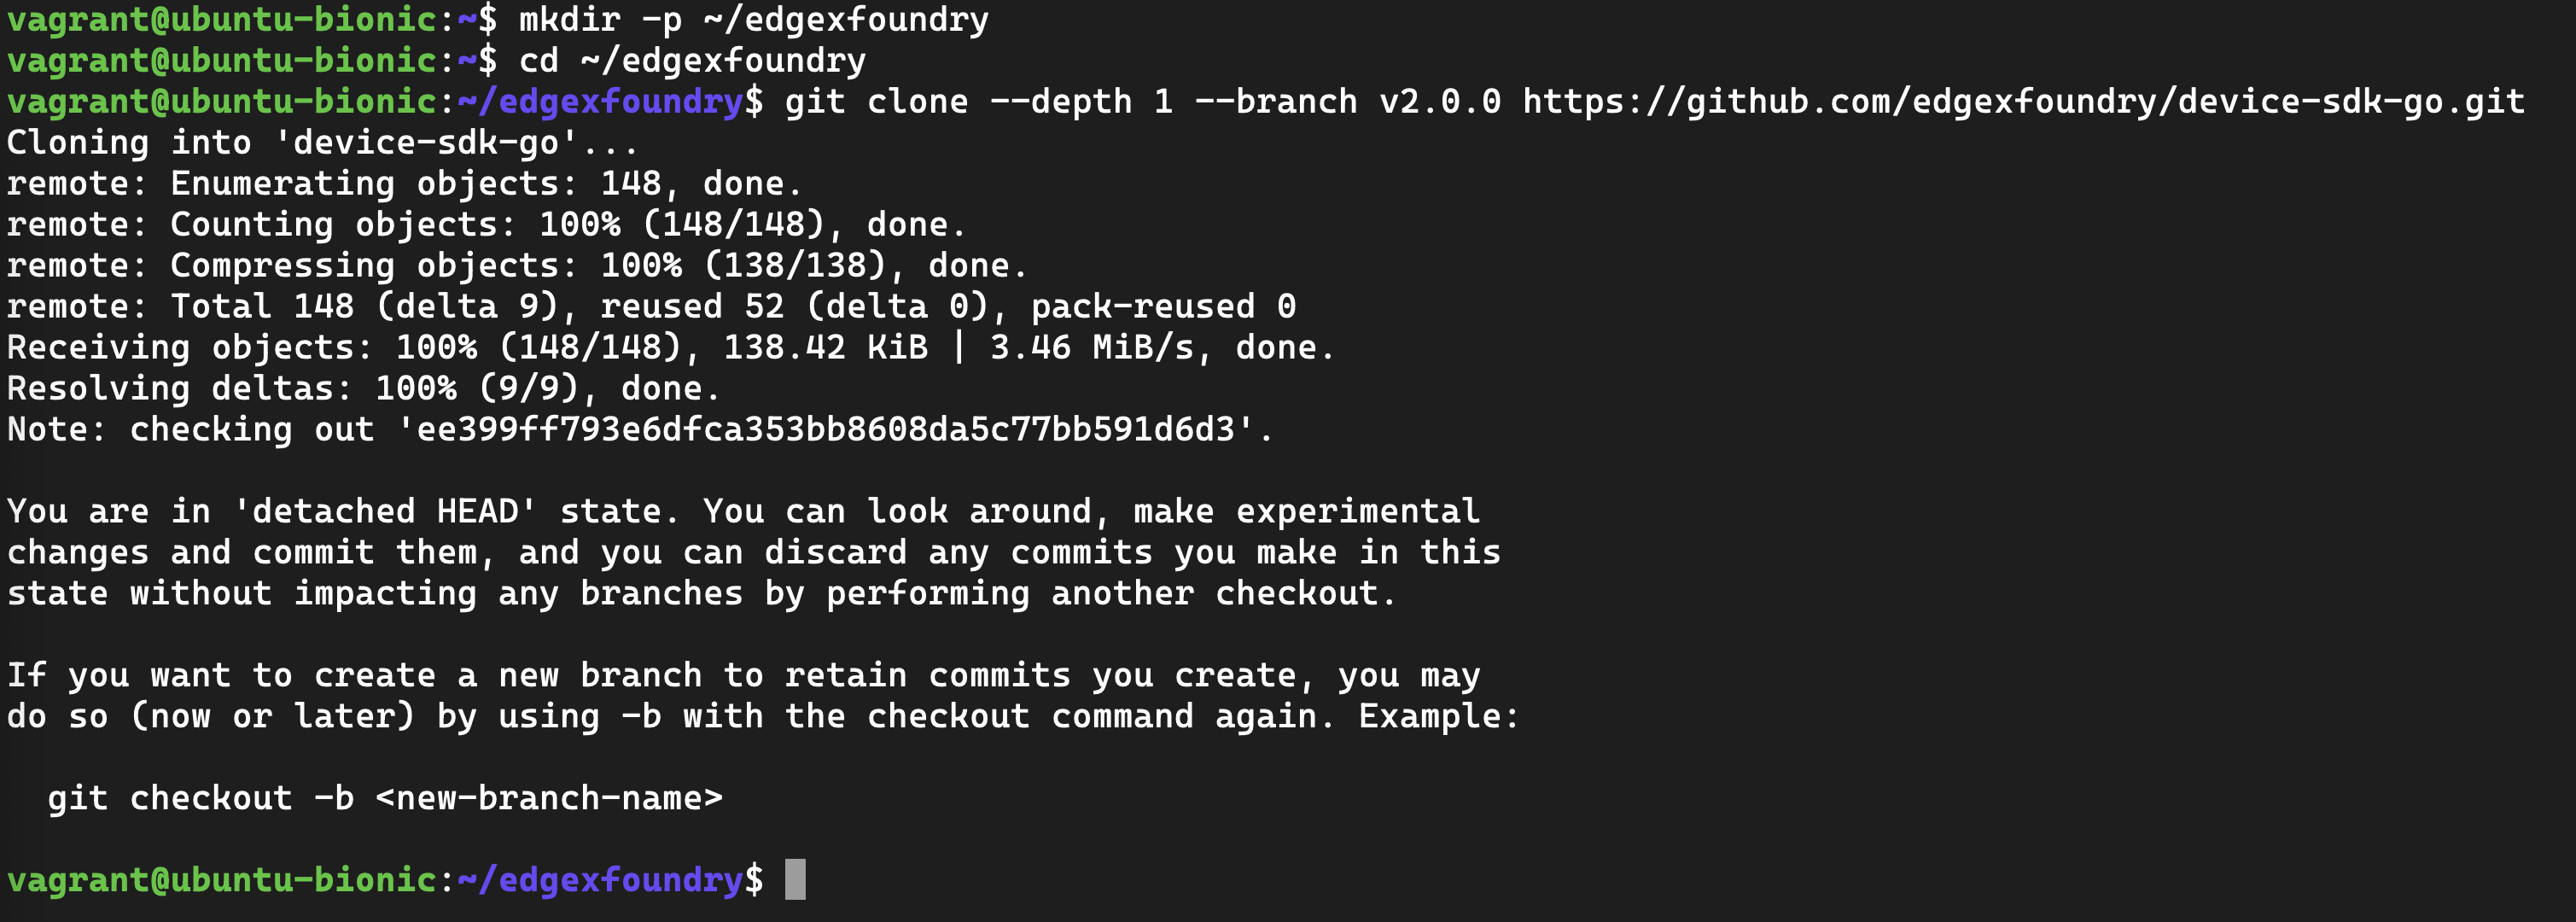 vagrant@ubuntu-bionic:~$ mkdir -p ~/edgexfoundry
vagrant@ubuntu-bionic:~$ cd ~/edgexfoundry
vagrant@ubuntu-bionic:~/edgexfoundry$ git clone --depth 1 --branch v2.0.0 https://github.com/edgexfoundry/device-sdk-go.git
Cloning into 'device-sdk-go'...
remote: Enumerating objects: 148, done.
remote: Counting objects: 100% (148/148), done.
remote: Compressing objects: 100% (138/138), done.
remote: Total 148 (delta 9), reused 52 (delta 0), pack-reused 0
Receiving objects: 100% (148/148), 138.42 KiB | 3.46 MiB/s, done.
Resolving deltas: 100% (9/9), done.
Note: checking out 'ee399ff793e6dfca353bb8608da5c77bb591d6d3'.

You are in 'detached HEAD' state. You can look around, make experimental
changes and commit them, and you can discard any commits you make in this
state without impacting any branches by performing another checkout.

If you want to create a new branch to retain commits you create, you may
do so (now or later) by using -b with the checkout command again. Example:

  git checkout -b <new-branch-name>

vagrant@ubuntu-bionic:~/edgexfoundry$